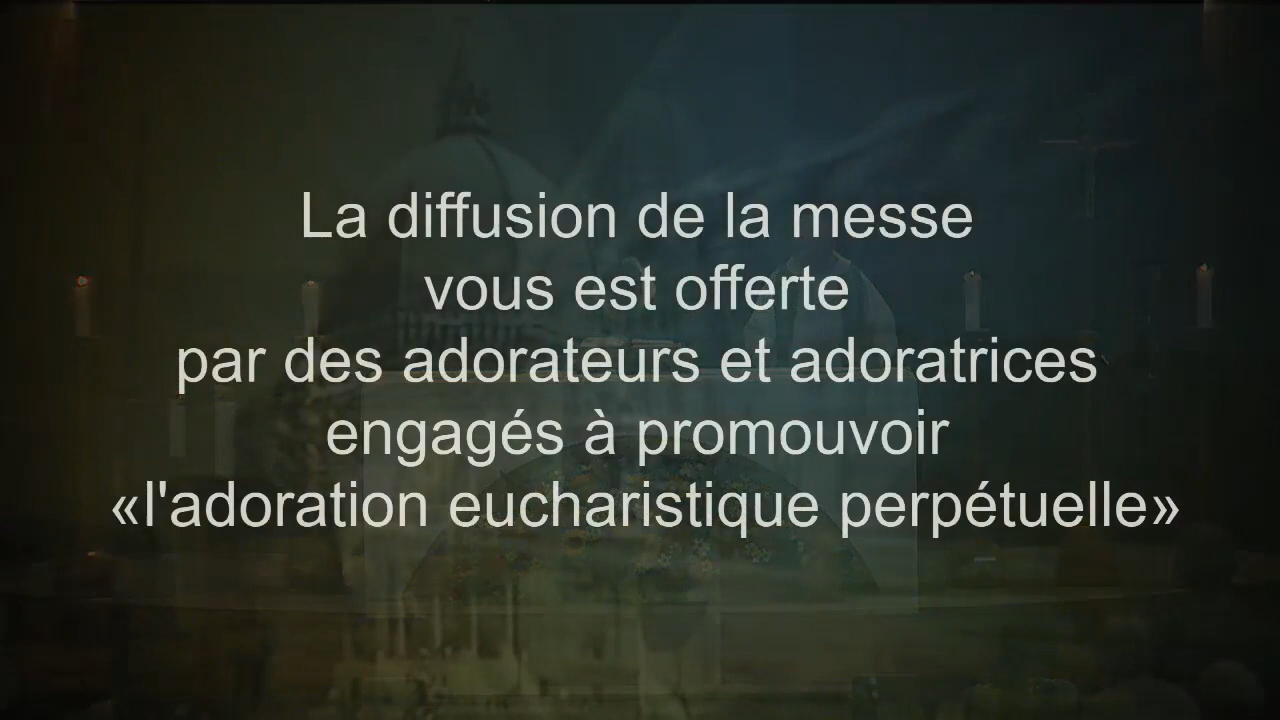 La diffusion de la messe
vous est offerte
par des adorateurs et adoratrices
engagés à promouvoir
«l'adoration eucharistique perpétuelle»